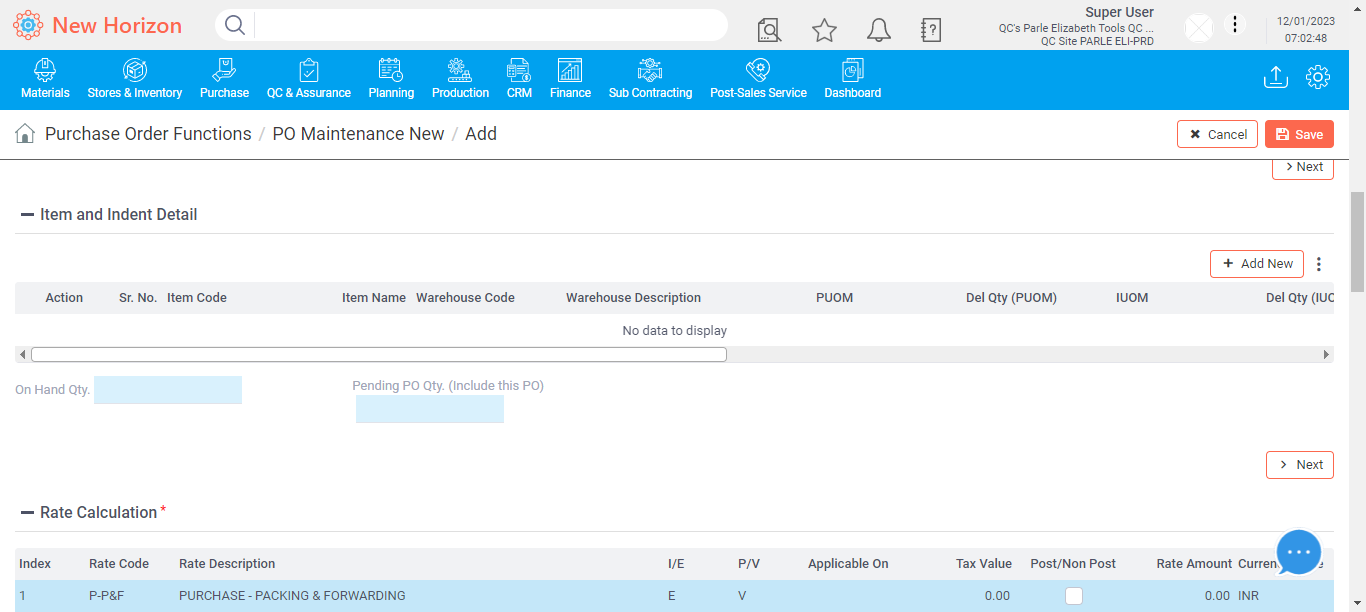 New Horizon
Super User
QC's Parle Elizabeth Tools QC ...
QC Site PARLE ELI-PRD
12/01/2023
07:02:48
Materials Stores & Inventory Purchase QC & Assurance Planning Production CRM Finance Sub Contracting Post-Sales Service Dashboard
Purchase Order Functions / PO Maintenance New / Add
Cancel Save
Next
Item and Indent Detail
+ Add New
Action Sr. No. Item Code Item Name Warehouse Code Warehouse Description PUOM Del Qty (PUOM) IUOM Del Qty (IUO
No data to display
On Hand Qty. Pending PO Qty. (Include this PO)
Next
Rate Calculation *
Index Rate Code Rate Description I/E P/V Applicable On Tax Value Post/Non Post Rate Amount
1 P-P&F PURCHASE - PACKING & FORWARDING E V 0.00 0.00 INR